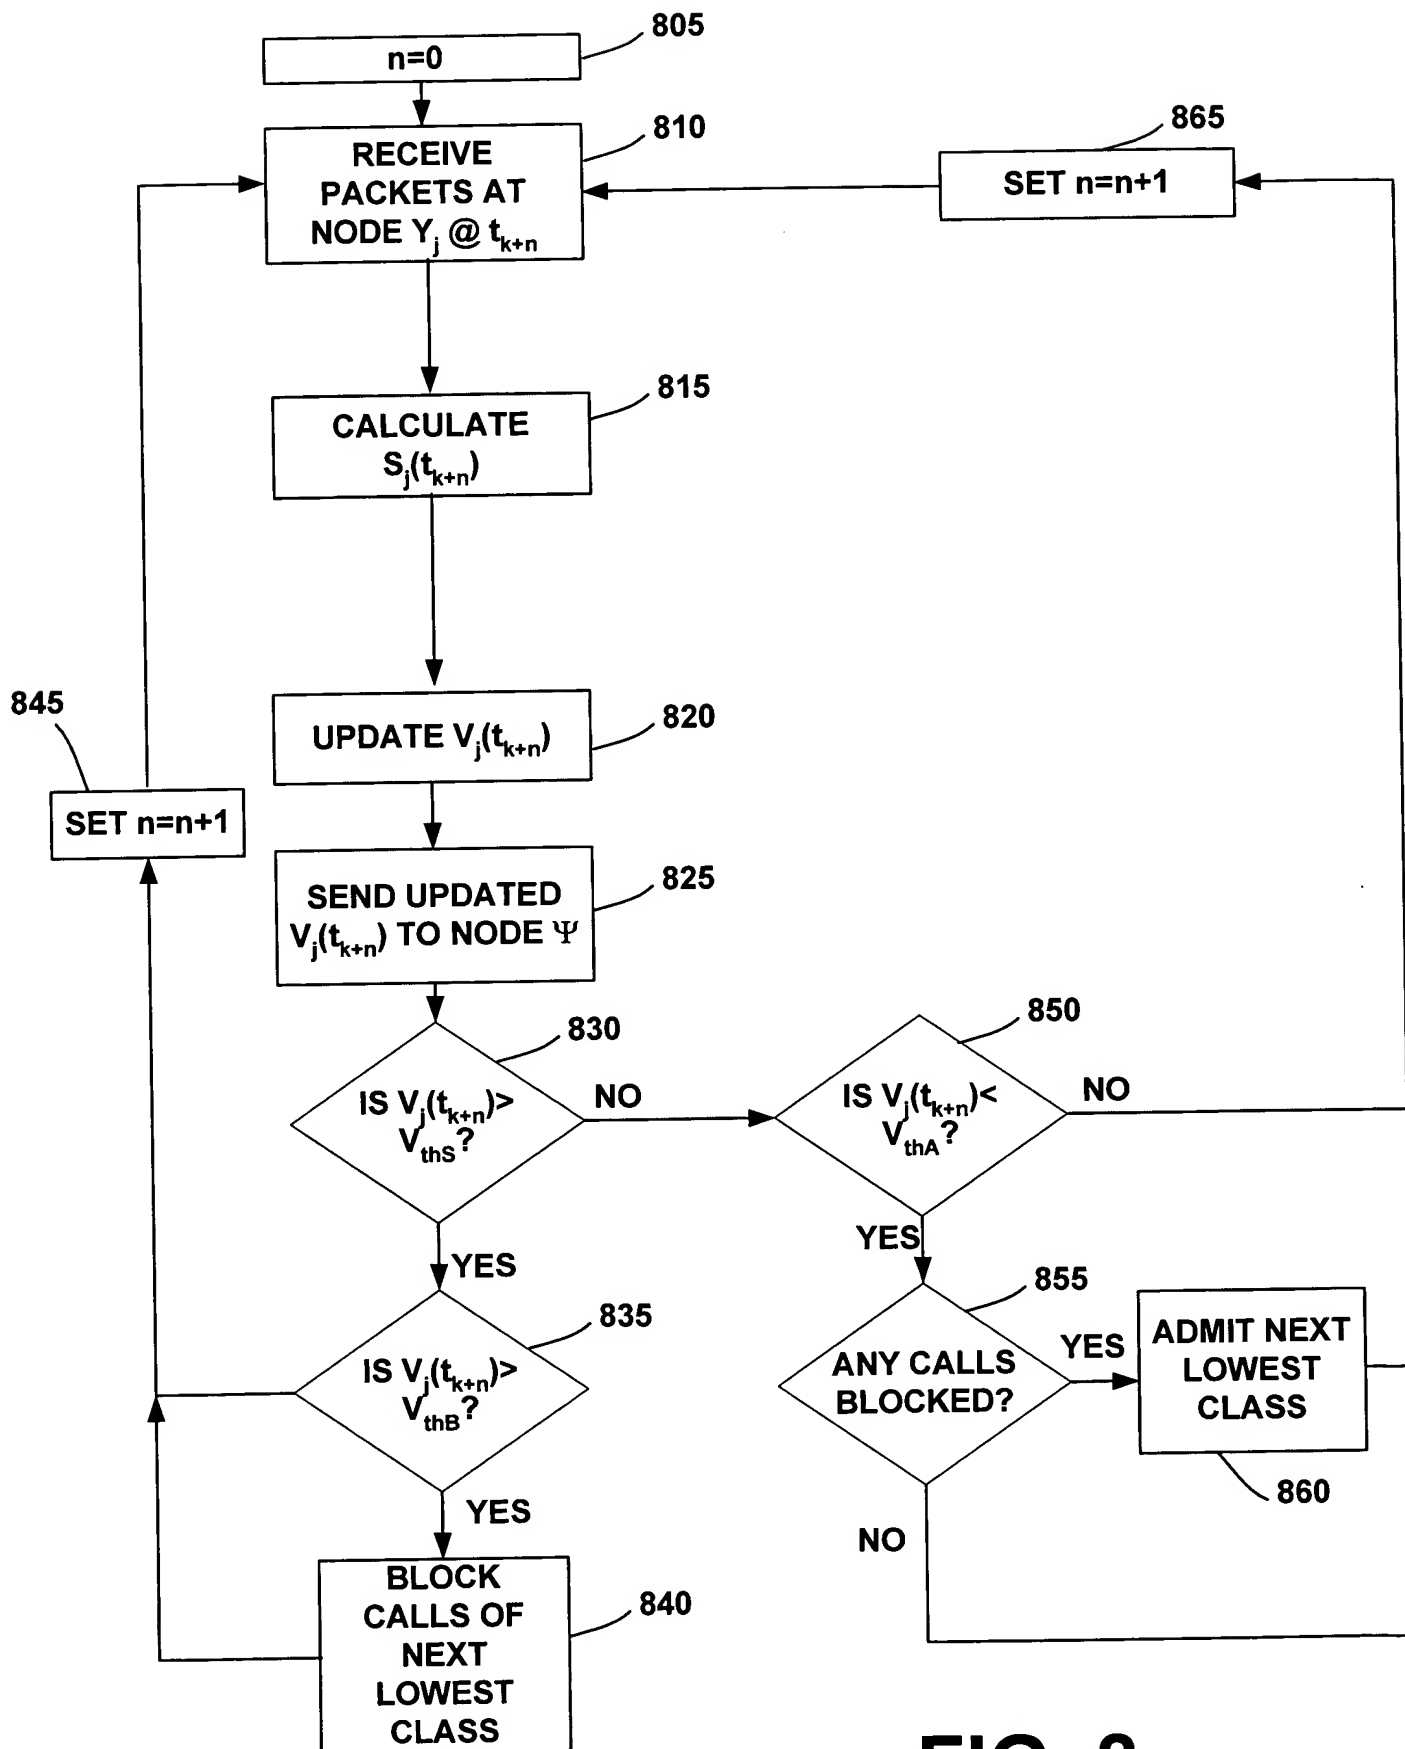 n=0
805
RECEIVE
PACKETS AT
NODE Yj @ tk+n
810
SET n=n+1
865
CALCULATE
Sj(tk+n)
815
UPDATE Vj(tk+n)
820
845
SET n=n+1
SEND UPDATED
Vj(tk+n) TO NODE Ψ
825
IS Vj(tk+n)>
VthS?
830
NO
IS Vj(tk+n)<
VthA?
850
NO
YES
YES
IS Vj(tk+n)>
VthB?
835
ANY CALLS
BLOCKED?
855
YES
ADMIT NEXT
LOWEST
CLASS
860
YES
NO
BLOCK
CALLS OF
NEXT
LOWEST
CLASS
840